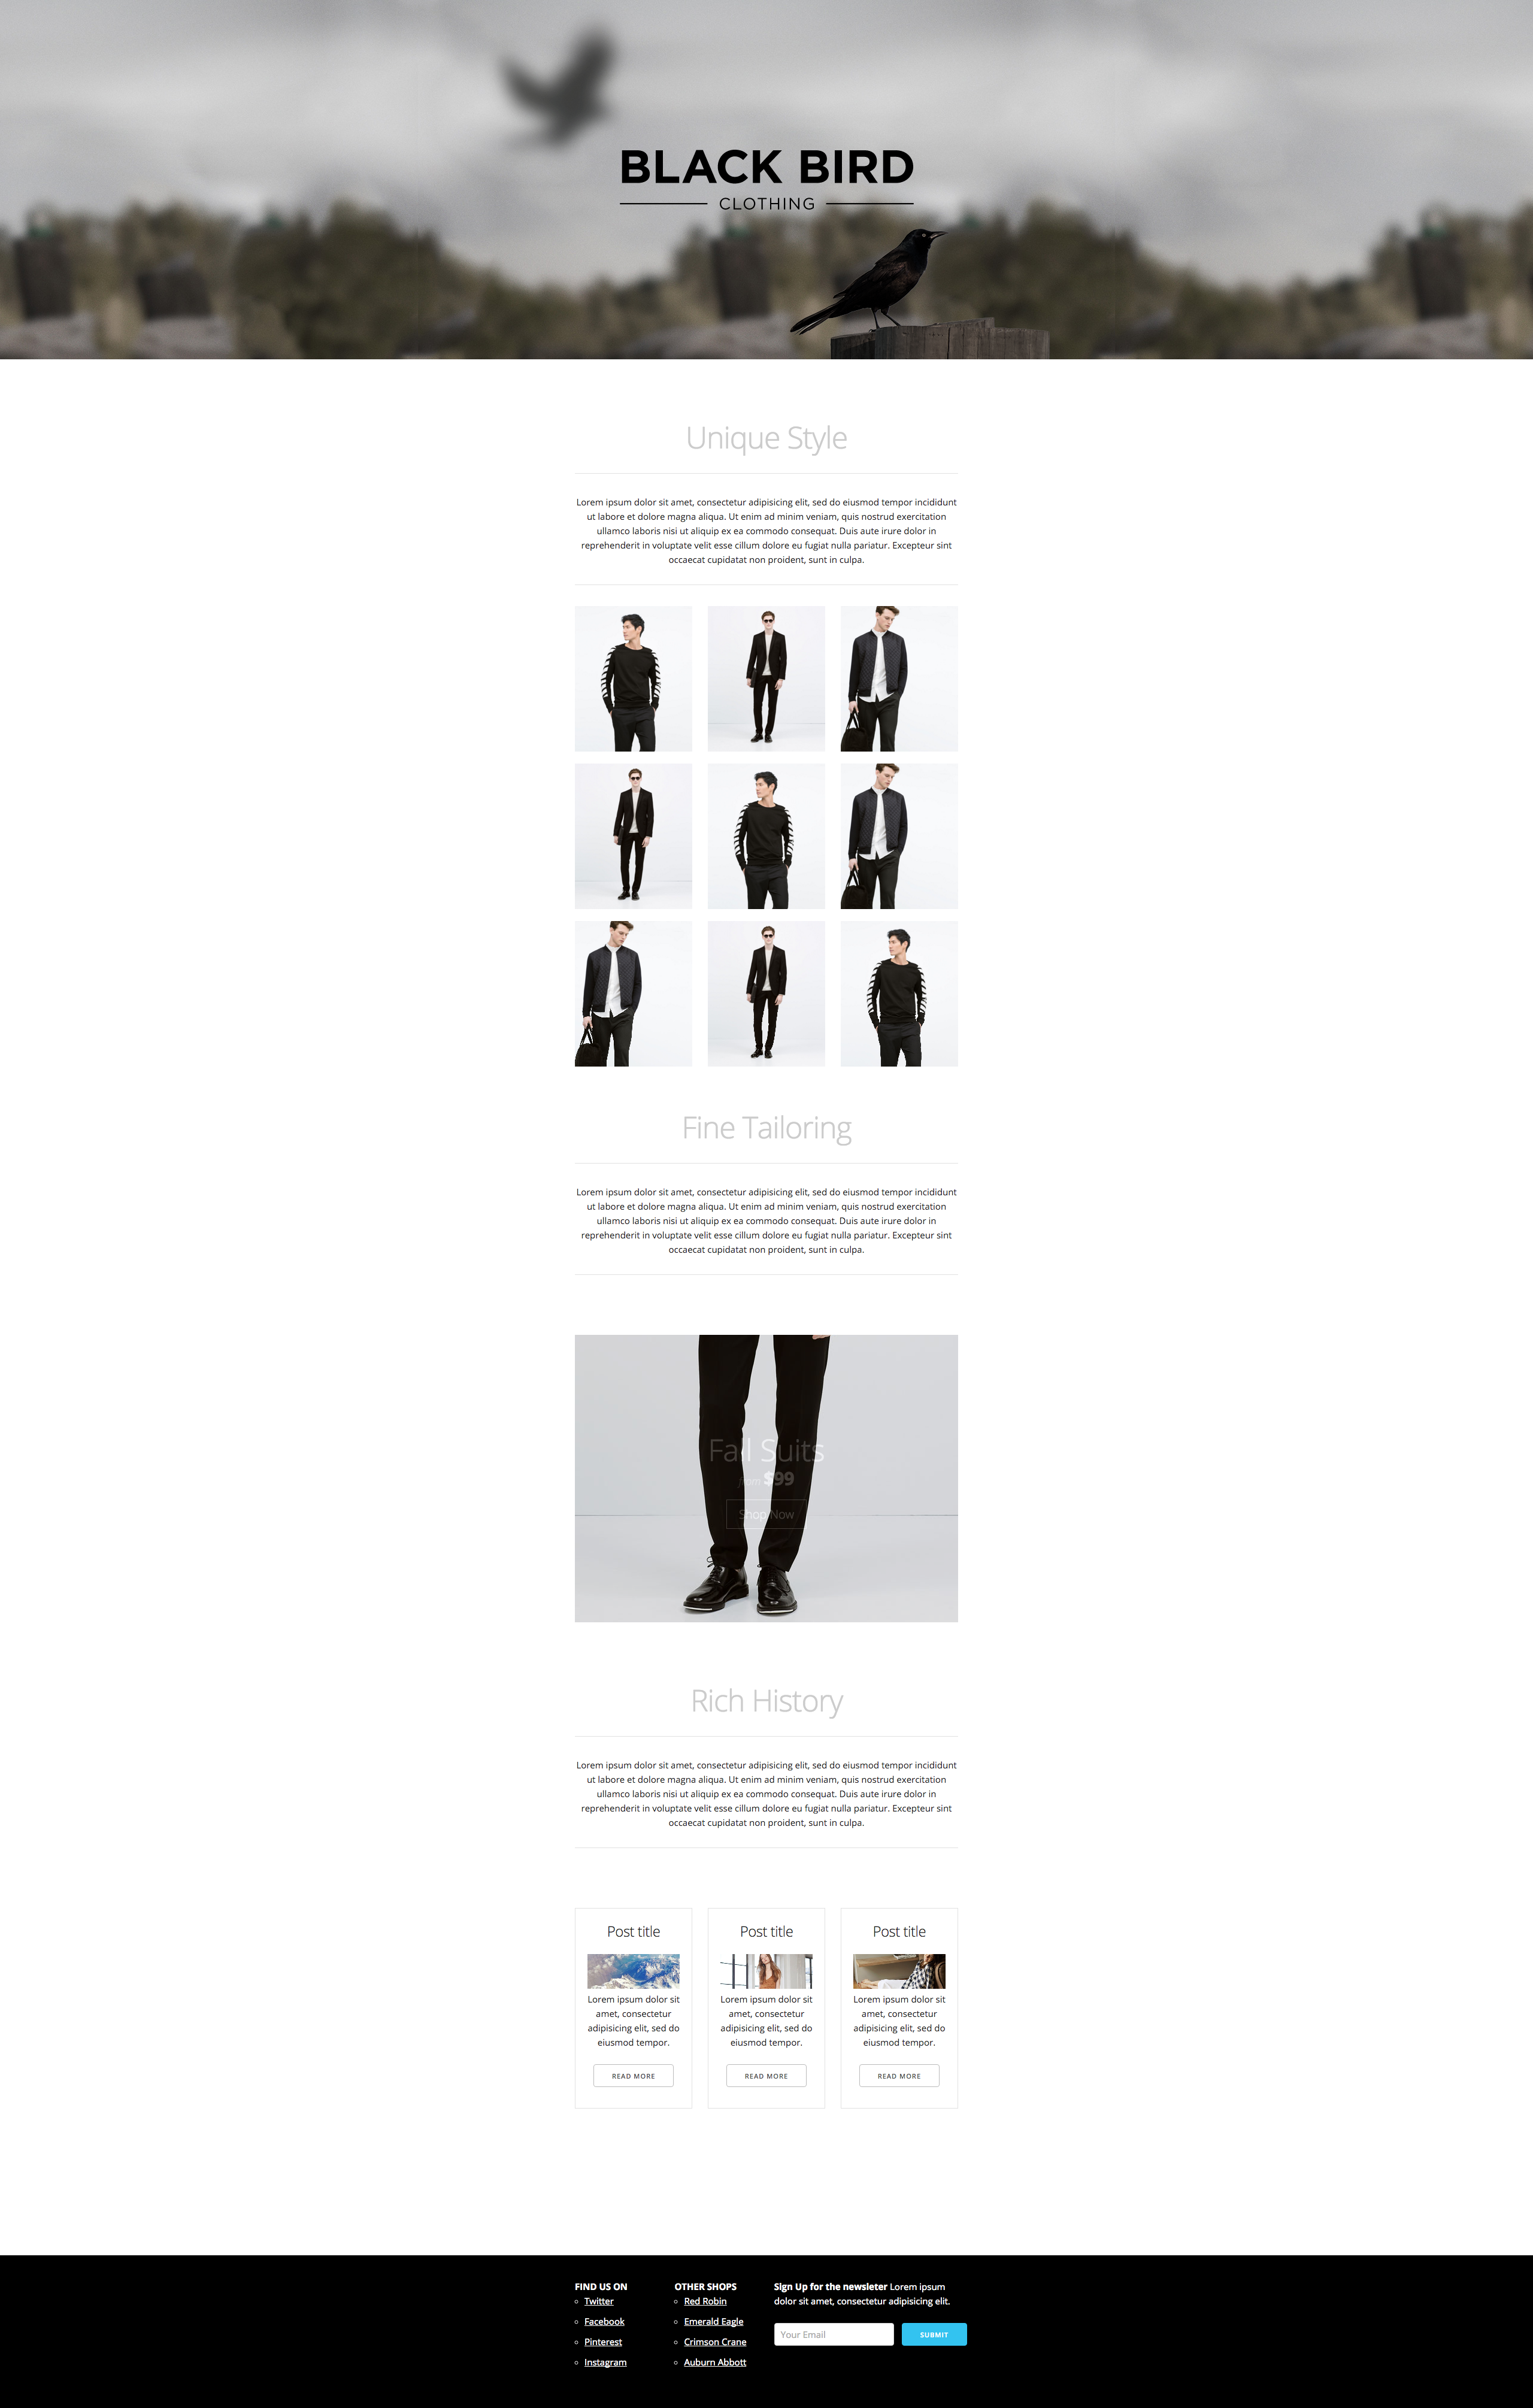 BLACK BIRD
CLOTHING
Unique Style
Lorem ipsum dolor sit amet, consectetur adipisicing elit, sed do eiusmod tempor incididunt
ut labore et dolore magna aliqua. Ut enim ad minim veniam, quis nostrud exercitation
ullamco laboris nisi ut aliquip ex ea commodo consequat. Duis aute irure dolor in
reprehenderit in voluptate velit esse cillum dolore eu fugiat nulla pariatur. Excepteur sint
occaecat cupidatat non proident, sunt in culpa.
Fine Tailoring
Lorem ipsum dolor sit amet, consectetur adipisicing elit, sed do eiusmod tempor incididunt
ut labore et dolore magna aliqua. Ut enim ad minim veniam, quis nostrud exercitation
ullamco laboris nisi ut aliquip ex ea commodo consequat. Duis aute irure dolor in
reprehenderit in voluptate velit esse cillum dolore eu fugiat nulla pariatur. Excepteur sint
occaecat cupidatat non proident, sunt in culpa.
Fall Suits
from $99
Shop Now
Rich History
Lorem ipsum dolor sit amet, consectetur adipisicing elit, sed do eiusmod tempor incididunt
ut labore et dolore magna aliqua. Ut enim ad minim veniam, quis nostrud exercitation
ullamco laboris nisi ut aliquip ex ea commodo consequat. Duis aute irure dolor in
reprehenderit in voluptate velit esse cillum dolore eu fugiat nulla pariatur. Excepteur sint
occaecat cupidatat non proident, sunt in culpa.
Post title
Lorem ipsum dolor sit
amet, consectetur
adipisicing elit, sed do
eiusmod tempor.
READ MORE
Post title
Lorem ipsum dolor sit
amet, consectetur
adipisicing elit, sed do
eiusmod tempor.
READ MORE
Post title
Lorem ipsum dolor sit
amet, consectetur
adipisicing elit, sed do
eiusmod tempor.
READ MORE
FIND US ON
Twitter
Facebook
Pinterest
Instagram
OTHER SHOPS
Red Robin
Emerald Eagle
Crimson Crane
Auburn Abbott
Sign Up for the newsleter Lorem ipsum
dolor sit amet, consectetur adipisicing elit.
Your Email
SUBMIT